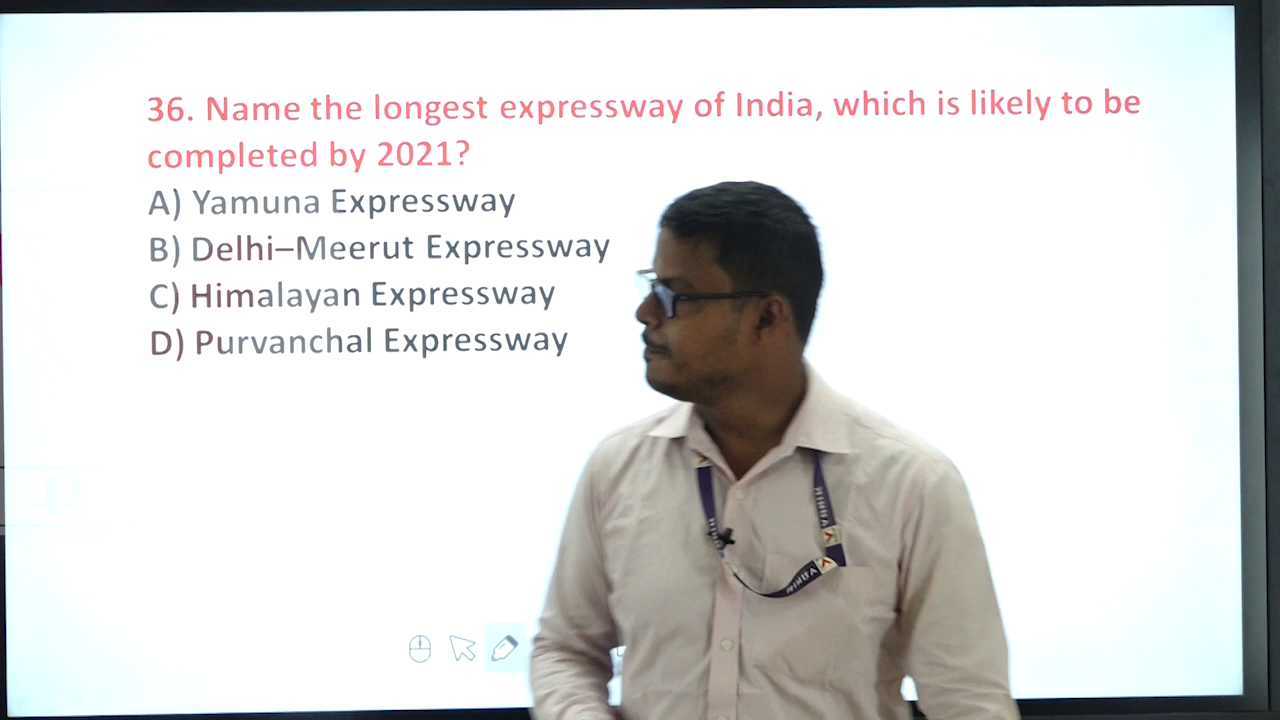 36. Name the longest expressway of India, which is likely to be
completed by 2021?
A) Yamuna Expressway
B) Delhi–Meerut Expressway
C) Himalayan Expressway
D) Purvanchal Expressway